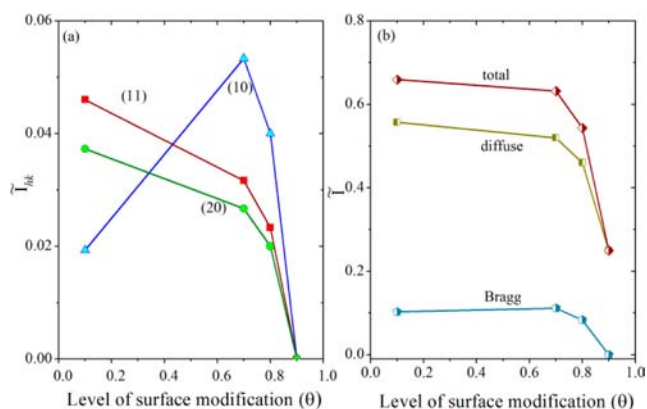 (a)
0.06
0.04
0.02
0.00
Ĩhk
(11)
(10)
(20)
0.0 0.2 0.4 0.6 0.8 1.0
Level of surface modification (θ)
(b)
0.8
0.6
0.4
0.2
0.0
Ĩ
total
diffuse
Bragg
0.0 0.2 0.4 0.6 0.8 1.0
Level of surface modification (θ)